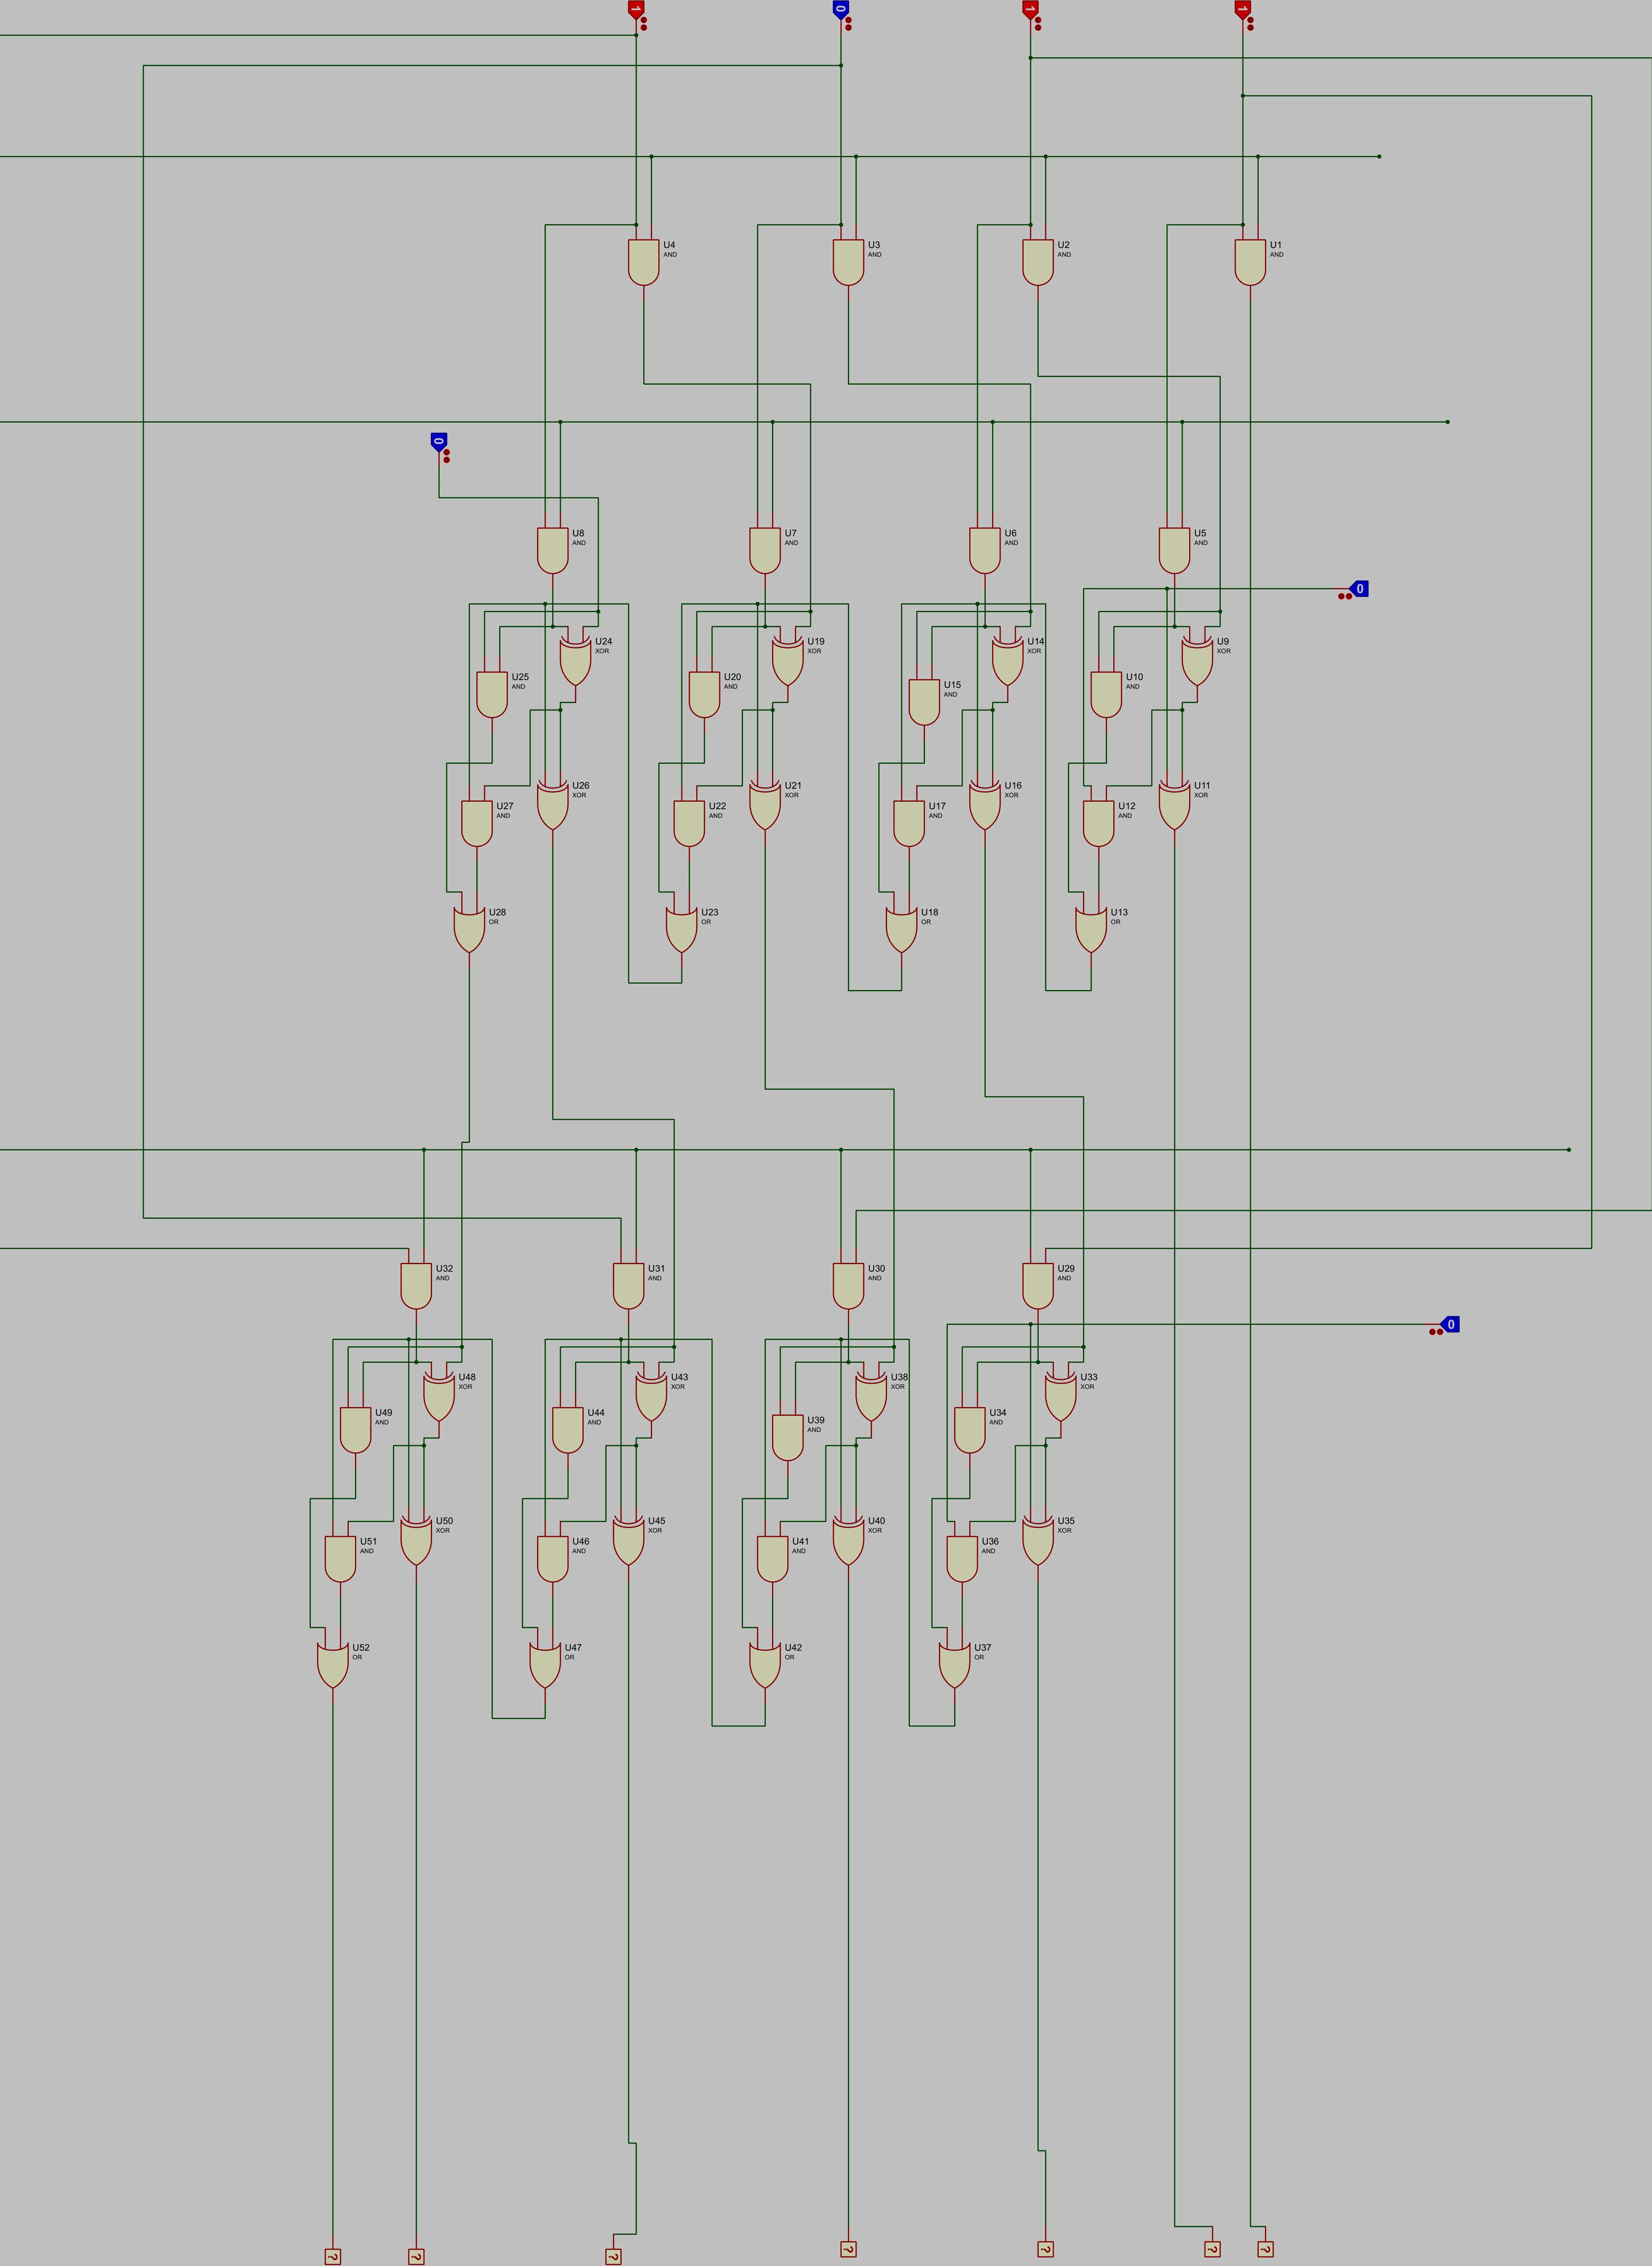 1 0 1 1
U4 U3 U2 U1
AND AND AND AND
0
U8 U7 U6 U5
AND AND AND AND
0
U24 U19 U14 U9
XOR XOR XOR XOR
U25 U20 U15 U10
AND AND AND AND
U27 U26 U22 U21 U17 U16 U12 U11
AND XOR AND XOR AND XOR AND XOR
U28 U23 U18 U13
OR OR OR OR
U32 U31 U30 U29
AND AND AND AND
0
U48 U43 U38 U33
XOR XOR XOR XOR
U49 U44 U39 U34
AND AND AND AND
U51 U50 U46 U45 U41 U40 U36 U35
AND XOR AND XOR AND XOR AND XOR
U52 U47 U42 U37
OR OR OR OR
? ? ? ? ? ? ?